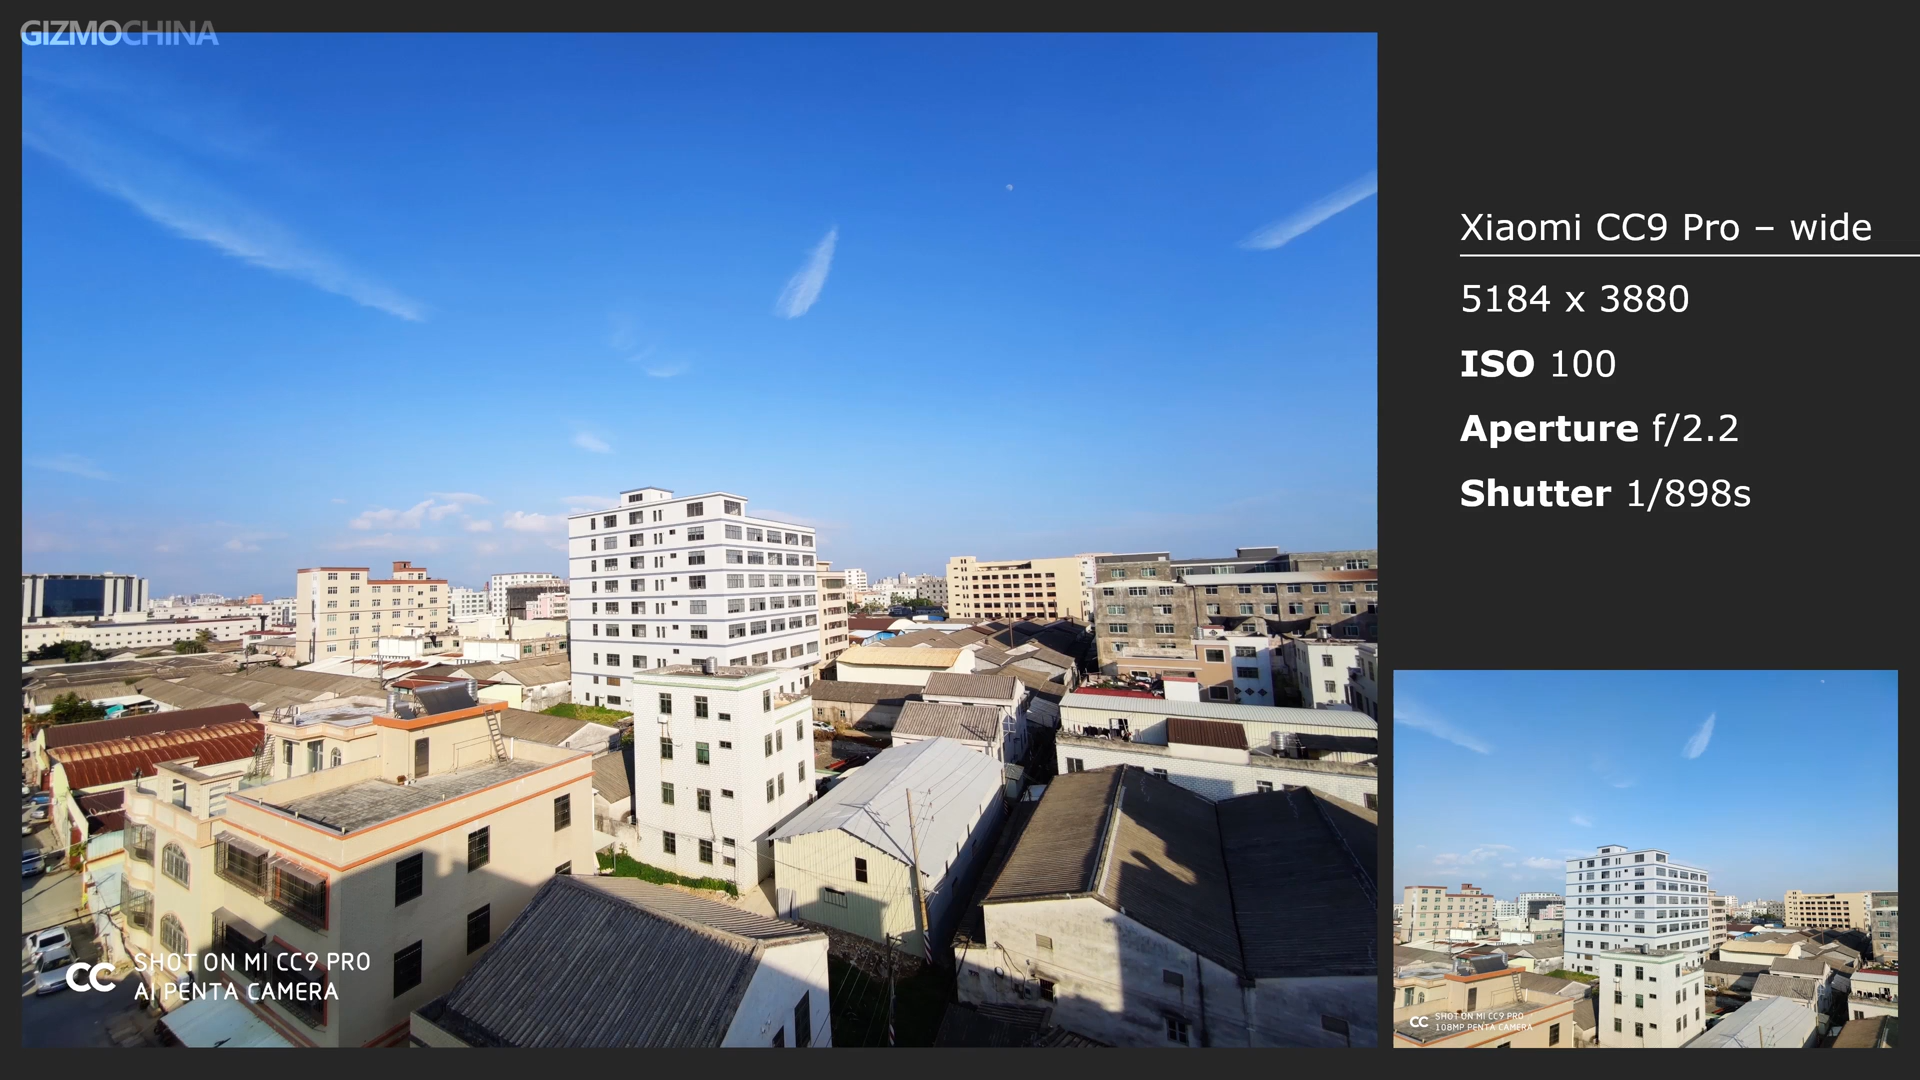 GIZMOCHINA
Xiaomi CC9 Pro – wide
5184 x 3880
ISO 100
Aperture f/2.2
Shutter 1/898s
SHOT ON MI CC9 PRO
AI PENTA CAMERA
SHOT ON MI CC9 PRO
108MP PENTA CAMERA